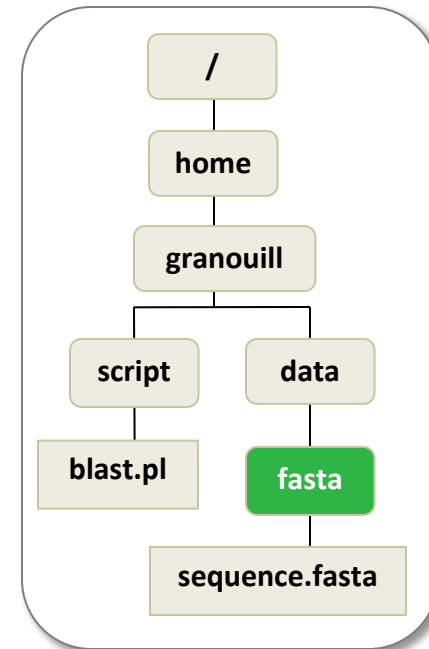 /
home
granouill
script
data
blast.pl
fasta
sequence.fasta